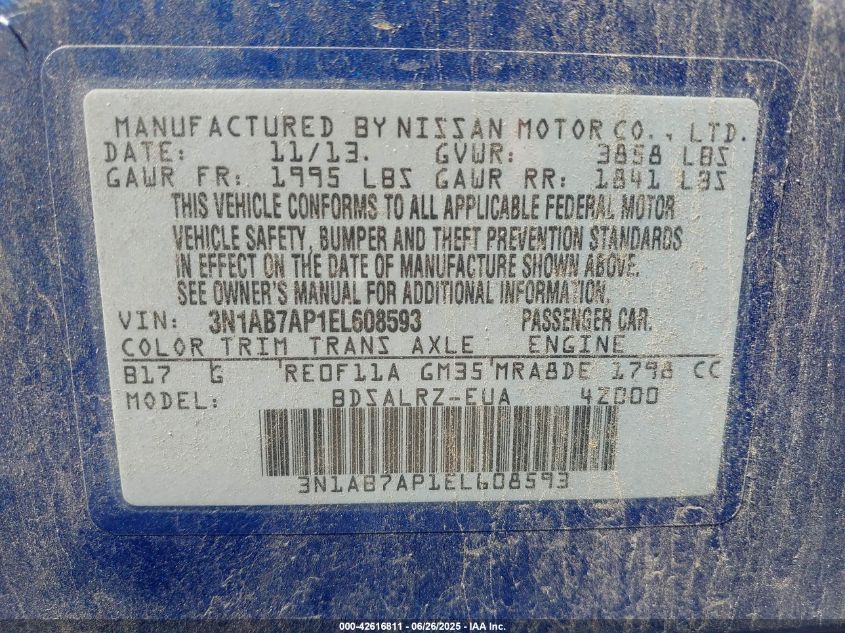 MANUFACTURED BY NISSAN MOTOR CO., LTD.
DATE: 11/13. GVWR: 3858 LBS
GAWR FR: 1995 LBS GAWR RR: 1841 LBS
THIS VEHICLE CONFORMS TO ALL APPLICABLE FEDERAL MOTOR
VEHICLE SAFETY, BUMPER AND THEFT PREVENTION STANDARDS
IN EFFECT ON THE DATE OF MANUFACTURE SHOWN ABOVE.
SEE OWNER'S MANUAL FOR ADDITIONAL INFORMATION.
VIN: 3N1AB7AP1EL608593 PASSENGER CAR.
COLOR TRIM TRANS AXLE ENGINE
B17 G RE0F11A GM35 MRA8DE 1798 CC
MODEL: BDSALRZ-EUA 4Z000
3N1AB7AP1EL608593
000-42616811 - 06/26/2025 - IAA Inc.